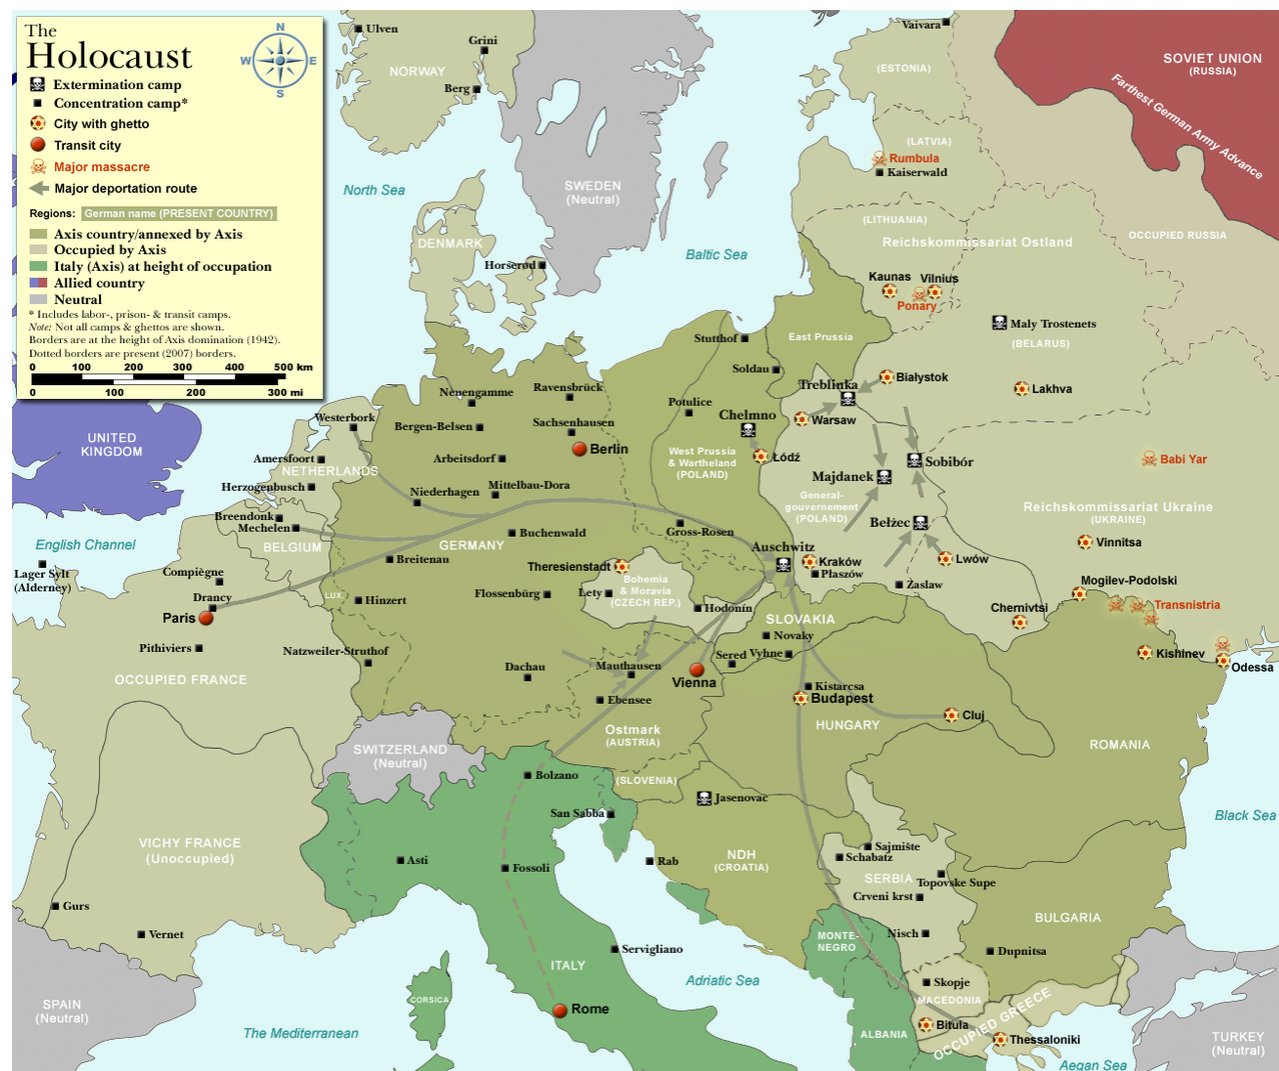 The
Holocaust
N
W
E
S
Extermination camp
Concentration camp*
City with ghetto
Transit city
Major massacre
Major deportation route
Regions: German name (PRESENT COUNTRY)
Axis country/annexed by Axis
Occupied by Axis
Italy (Axis) at height of occupation
Allied country
Neutral
* Includes labor-, prison- & transit camps.
Note: Not all camps & ghettos are shown.
Borders are at the height of Axis domination (1942).
Dotted borders are present (2007) borders.
0 100 200 300 400 500 km
0 100 200 300 mi
Ulven
Grini
NORWAY
Berg
Vaivara
(ESTONIA)
SOVIET UNION
(RUSSIA)
Farthest German Army Advance
(LATVIA)
Rumbula
Kaiserwald
North Sea
SWEDEN
(Neutral)
(LITHUANIA)
Reichskommissariat Ostland
OCCUPIED RUSSIA
DENMARK
Horserød
Baltic Sea
Kaunas
Vilnius
Ponary
Maly Trostenets
(BELARUS)
East Prussia
Stutthof
Soldau
Treblinka
Białystok
Lakhva
Neuengamme
Ravensbrück
Potulice
Chelmno
Warsaw
Westerbork
Bergen-Belsen
Sachsenhausen
Berlin
UNITED
KINGDOM
Amersfoort
NETHERLANDS
Arbeitsdorf
West Prussia
& Wartheland
(POLAND)
Łódź
Sobibór
Babi Yar
Majdanek
Herzogenbusch
Niederhagen
Mittelbau-Dora
General-
gouvernement
(POLAND)
Reichskommissariat Ukraine
(UKRAINE)
Breendonk
Mechelen
Bełżec
Gross-Rosen
Buchenwald
English Channel
BELGIUM
GERMANY
Auschwitz
Vinnitsa
Lager Sylt
(Alderney)
Breitenau
Theresienstadt
Kraków
Płaszów
Lwów
Compiègne
Bohemia
& Moravia
(CZECH REP.)
Żasław
Mogilev-Podolski
Drancy
LUX.
Hinzert
Flossenbürg
Lety
Hodonín
Chernivtsi
Transnistria
Paris
SLOVAKIA
Novaky
Pithiviers
Natzweiler-Struthof
Sered
Vyhne
Kishinev
Odessa
Dachau
Mauthausen
Vienna
OCCUPIED FRANCE
Kistarcsa
Ebensee
Budapest
Cluj
Ostmark
(AUSTRIA)
HUNGARY
SWITZERLAND
(Neutral)
ROMANIA
Bolzano
(SLOVENIA)
Jasenovac
San Sabba
Black Sea
VICHY FRANCE
(Unoccupied)
Asti
Fossoli
Rab
NDH
(CROATIA)
Sajmište
Schabatz
SERBIA
Topovske Supe
Crveni krst
Gurs
BULGARIA
Vernet
Nisch
MONTE-
NEGRO
Servigliano
Dupnitsa
ITALY
Adriatic Sea
Skopje
CORSICA
MACEDONIA
SPAIN
(Neutral)
Rome
OCCUPIED GREECE
Bitula
The Mediterranean
ALBANIA
Thessaloniki
TURKEY
(Neutral)
Aegean Sea